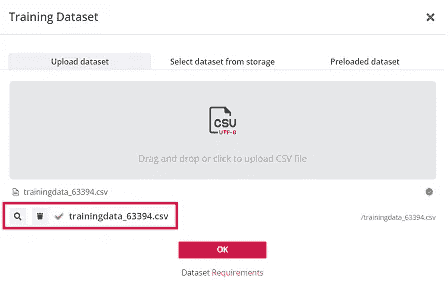 Training Dataset
Upload dataset
Select dataset from storage
Preloaded dataset
CSV
UTF-8
Drag and drop or click to upload CSV file
trainingdata_63394.csv
trainingdata_63394.csv
/trainingdata_63394.csv
OK
Dataset Requirements